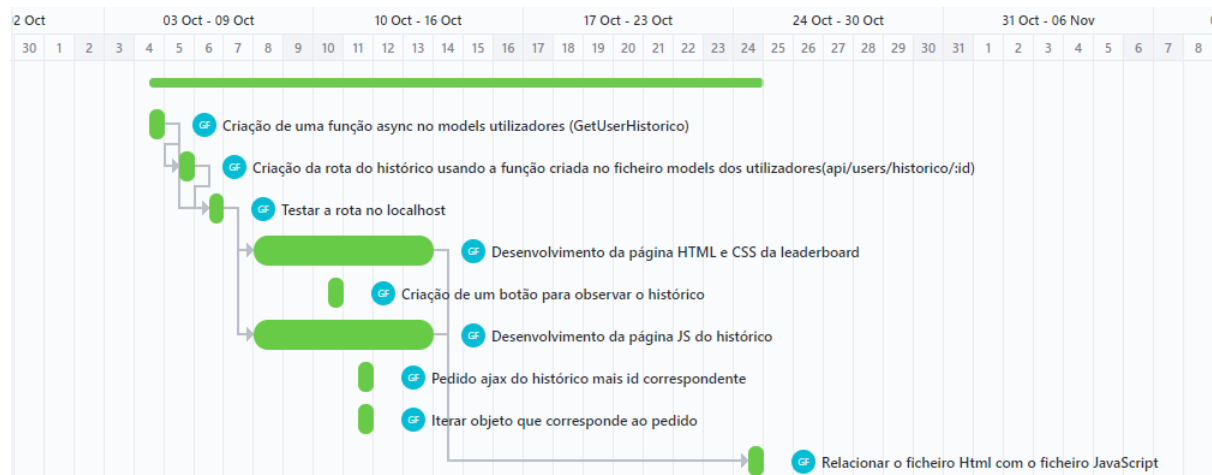 2 Oct 03 Oct - 09 Oct 10 Oct - 16 Oct 17 Oct - 23 Oct 24 Oct - 30 Oct 31 Oct - 06 Nov
30 1 2 3 4 5 6 7 8 9 10 11 12 13 14 15 16 17 18 19 20 21 22 23 24 25 26 27 28 29 30 31 1 2 3 4 5 6 7 8
GF Criação de uma função async no models utilizadores (GetUserHistorico)
GF Criação da rota do histórico usando a função criada no ficheiro models dos utilizadores(api/users/historico/:id)
GF Testar a rota no localhost
GF Desenvolvimento da página HTML e CSS da leaderboard
GF Criação de um botão para observar o histórico
GF Desenvolvimento da página JS do histórico
GF Pedido ajax do histórico mais id correspondente
GF Iterar objeto que corresponde ao pedido
GF Relacionar o ficheiro Html com o ficheiro JavaScript